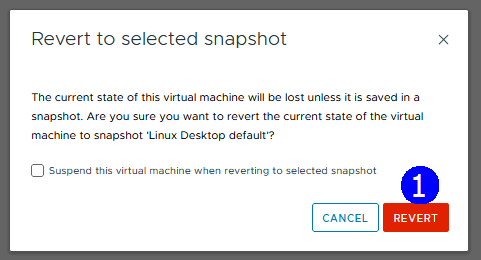 Revert to selected snapshot
The current state of this virtual machine will be lost unless it is saved in a
snapshot. Are you sure you want to revert the current state of the virtual
machine to snapshot 'Linux Desktop default'?
Suspend this virtual machine when reverting to selected snapshot
1
CANCEL REVERT